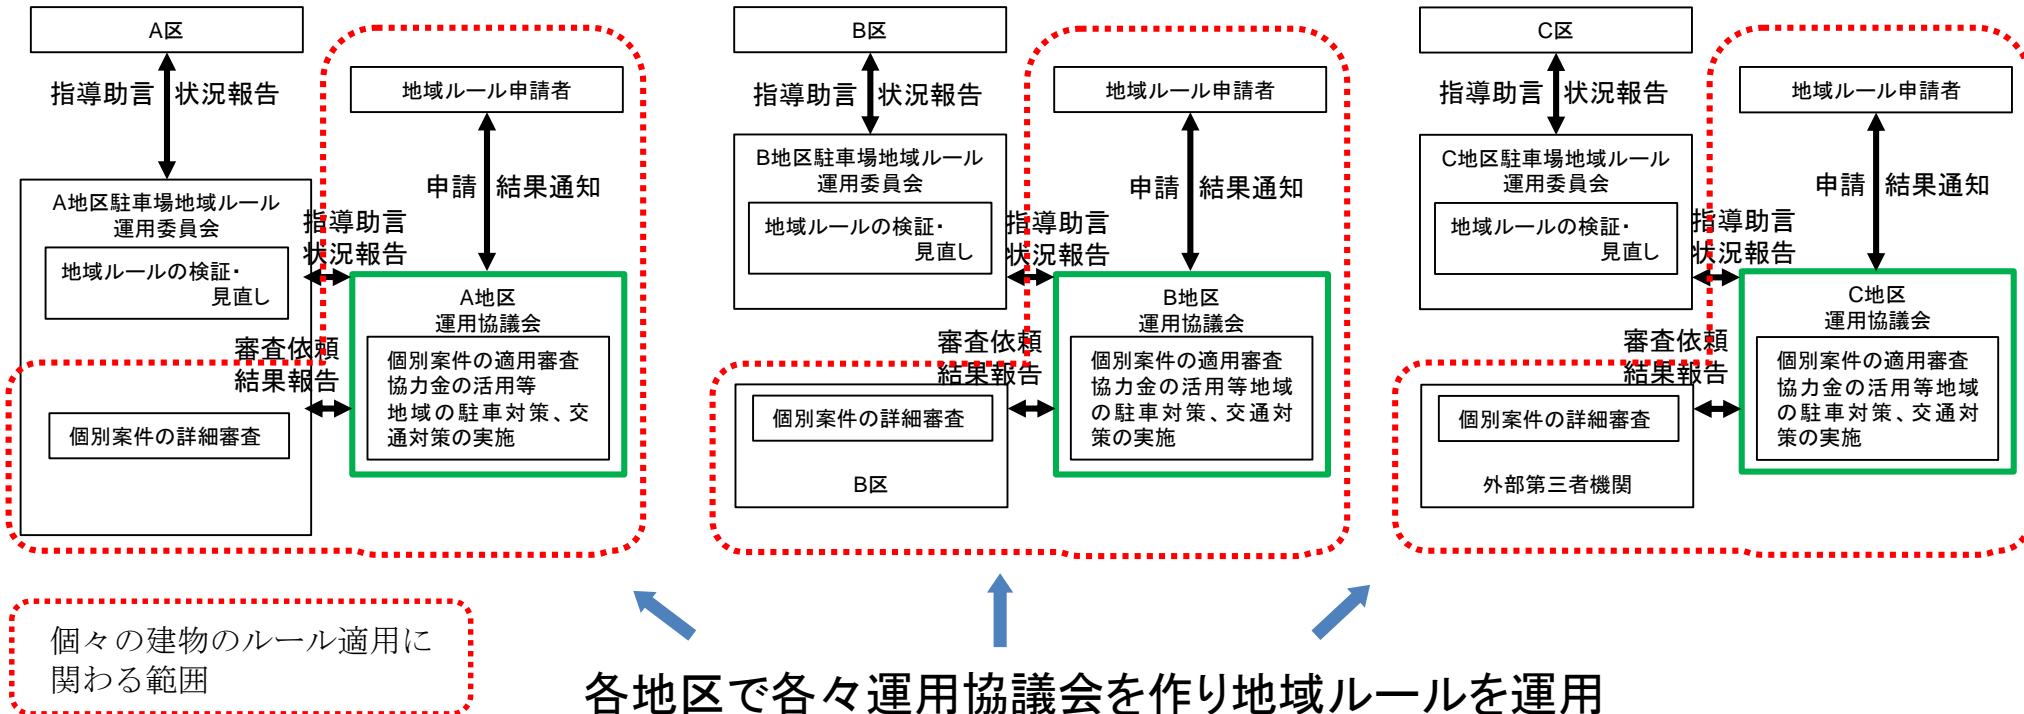 A区
指導助言 状況報告
地域ルール申請者
申請 結果通知
A地区駐車場地域ルール
運用委員会
地域ルールの検証・
見直し
指導助言
状況報告
A地区
運用協議会
個別案件の適用審査
協力金の活用等
地域の駐車対策、交
通対策の実施
審査依頼
結果報告
個別案件の詳細審査
B区
指導助言 状況報告
地域ルール申請者
申請 結果通知
B地区駐車場地域ルール
運用委員会
地域ルールの検証・
見直し
指導助言
状況報告
B地区
運用協議会
個別案件の適用審査
協力金の活用等地域
の駐車対策、交通対
策の実施
審査依頼
結果報告
個別案件の詳細審査
B区
C区
指導助言 状況報告
地域ルール申請者
申請 結果通知
C地区駐車場地域ルール
運用委員会
地域ルールの検証・
見直し
指導助言
状況報告
C地区
運用協議会
個別案件の適用審査
協力金の活用等地域
の駐車対策、交通対
策の実施
審査依頼
結果報告
個別案件の詳細審査
外部第三者機関
個々の建物のルール適用に
関わる範囲
各地区で各々運用協議会を作り地域ルールを運用